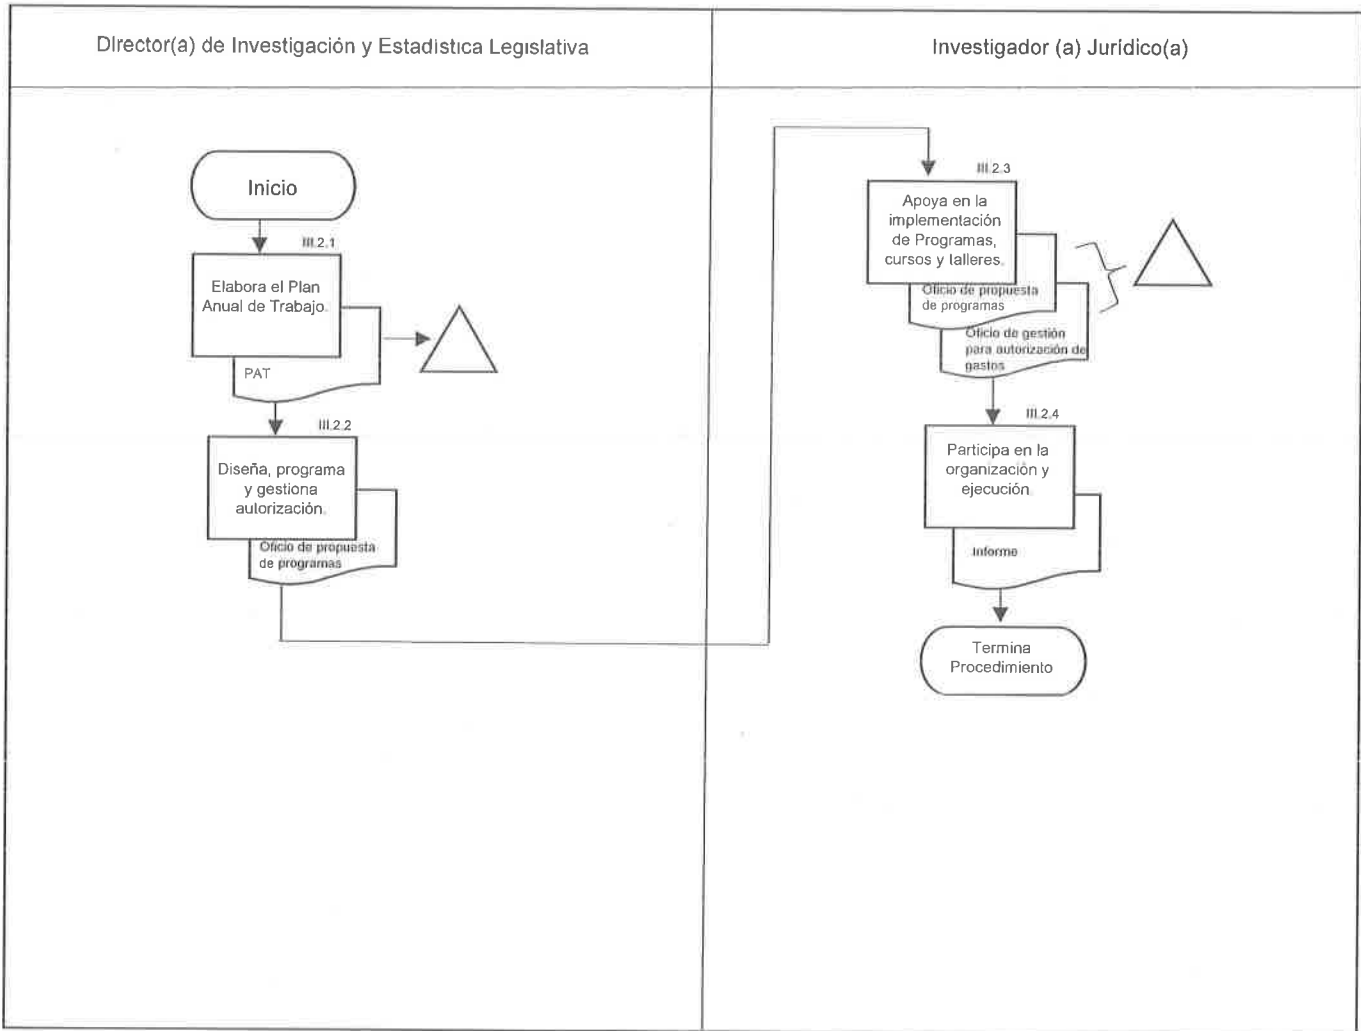 Director(a) de Investigación y Estadística Legislativa
Investigador (a) Jurídico(a)
Inicio
III.2.1
Elabora el Plan
Anual de Trabajo.
PAT
III.2.2
Diseña, programa
y gestiona
autorización.
Oficio de propuesta
de programas
III.2.3
Apoya en la
implementación
de Programas,
cursos y talleres.
Oficio de propuesta
de programas
Oficio de gestión
para autorización de
gastos
III.2.4
Participa en la
organización y
ejecución.
Informe
Termina
Procedimiento